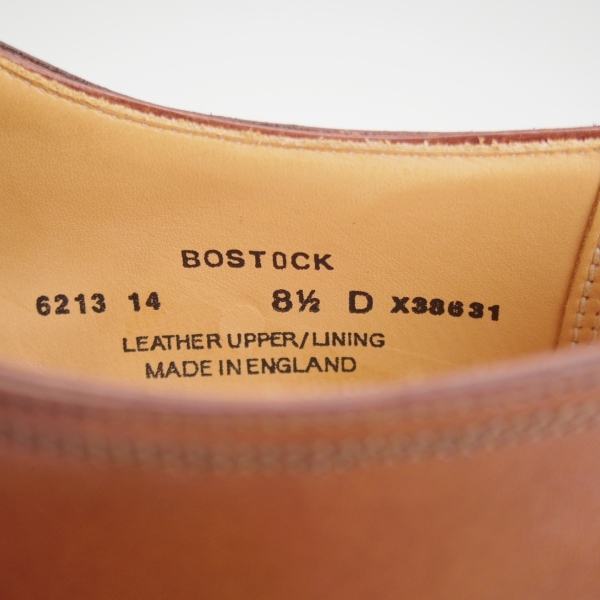 BOSTOCK
6213 14 8½ D X38631
LEATHER UPPER/LINING
MADE IN ENGLAND